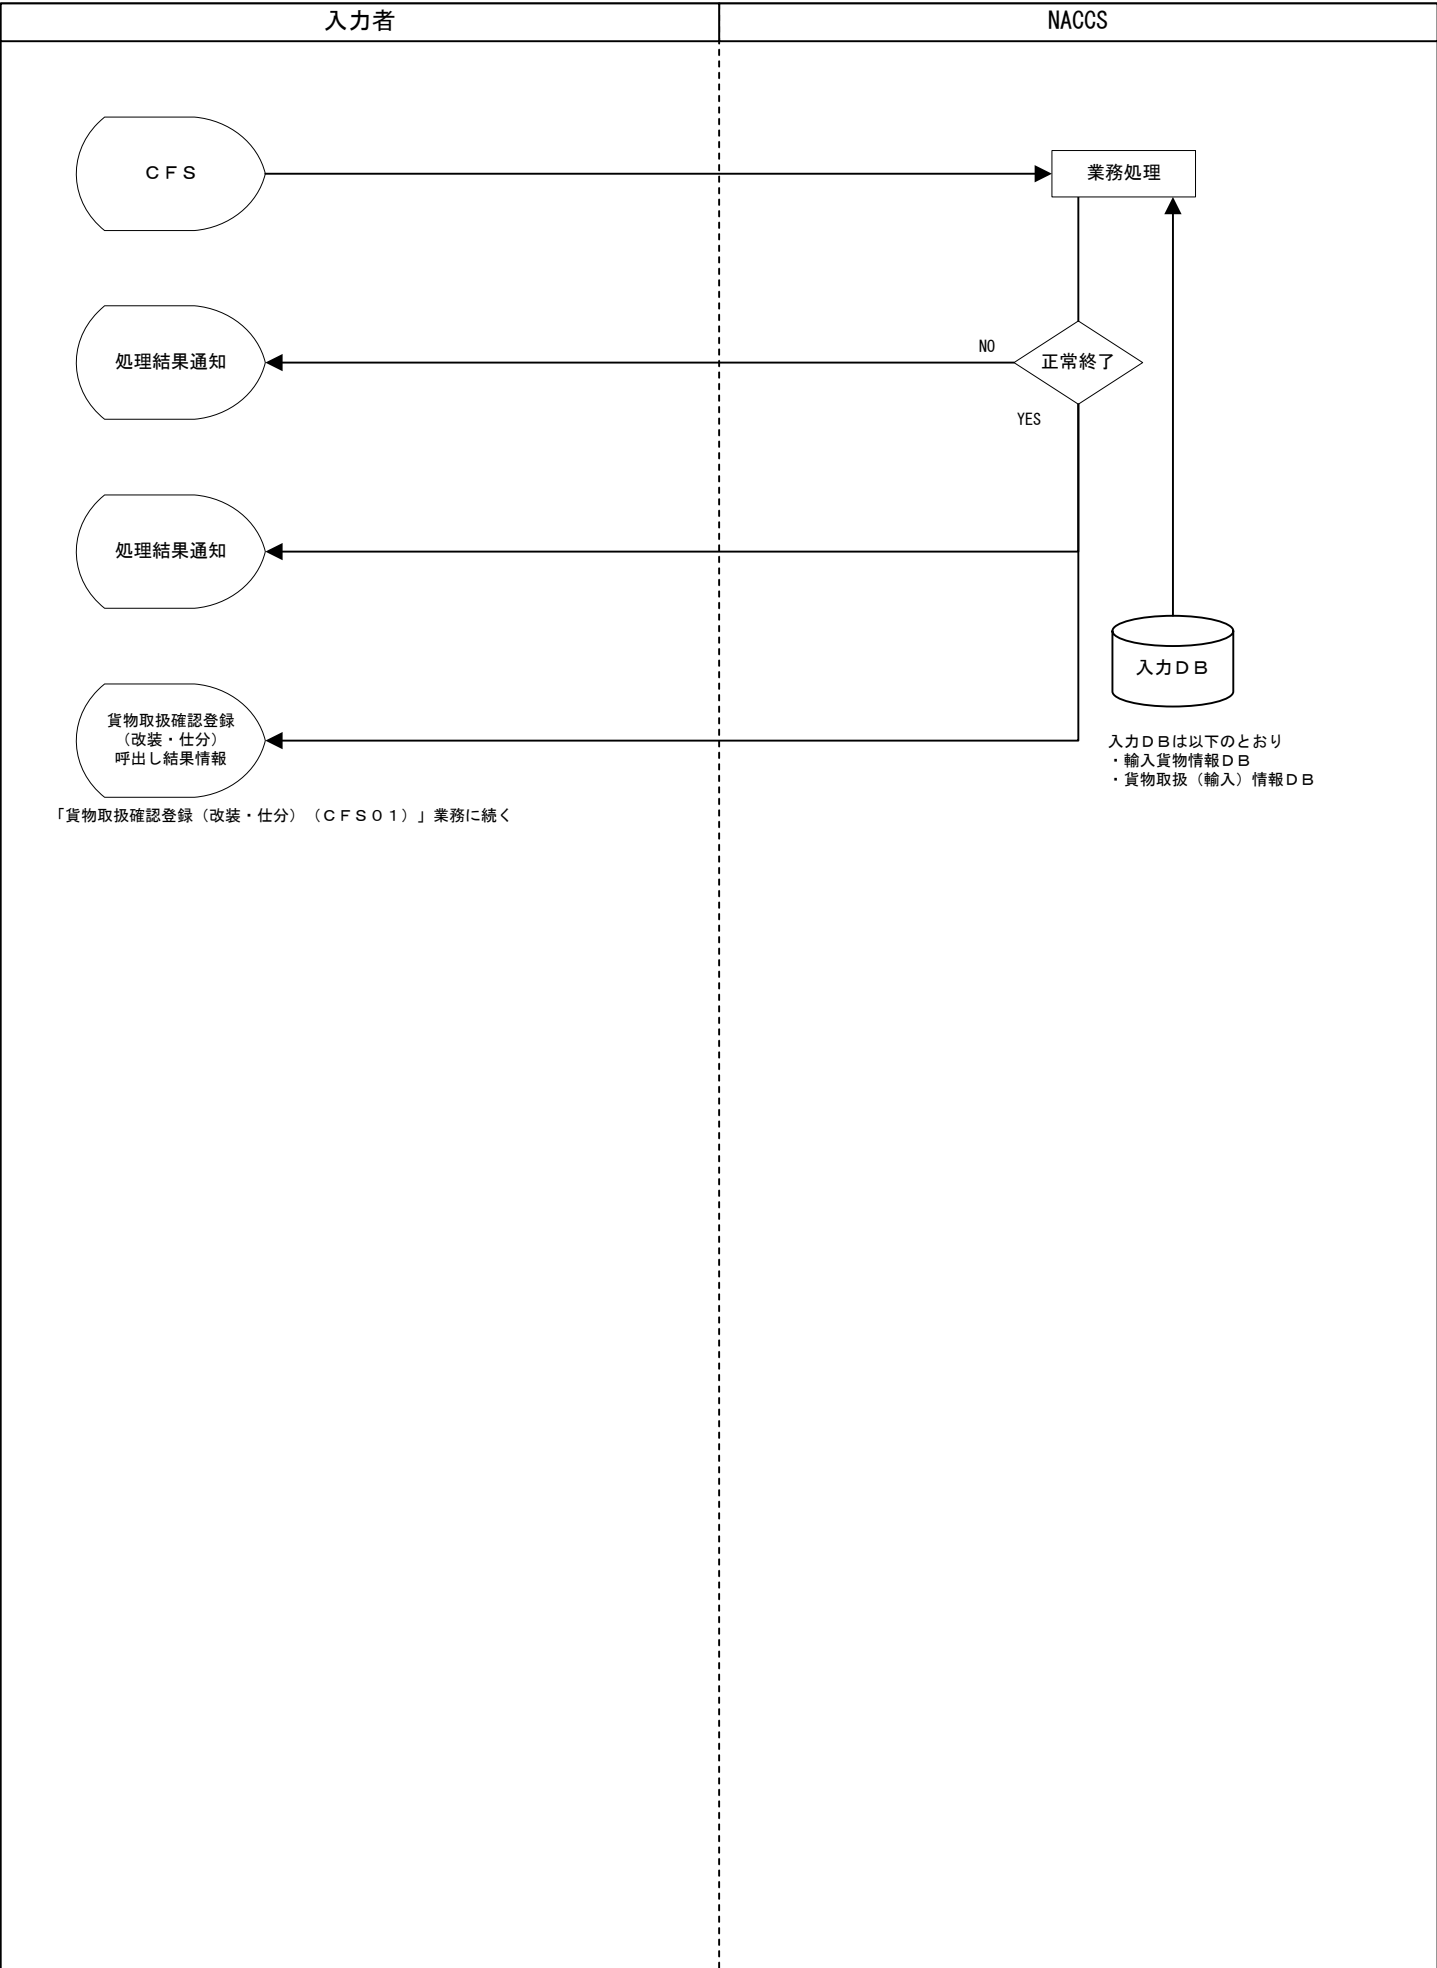 入力者
NACCS
ＣＦＳ
業務処理
処理結果通知
NO
正常終了
YES
処理結果通知
入力ＤＢ
貨物取扱確認登録
（改装・仕分）
呼出し結果情報
入力ＤＢは以下のとおり
・輸入貨物情報ＤＢ
・貨物取扱（輸入）情報ＤＢ
「貨物取扱確認登録（改装・仕分）（ＣＦＳ０１）」業務に続く